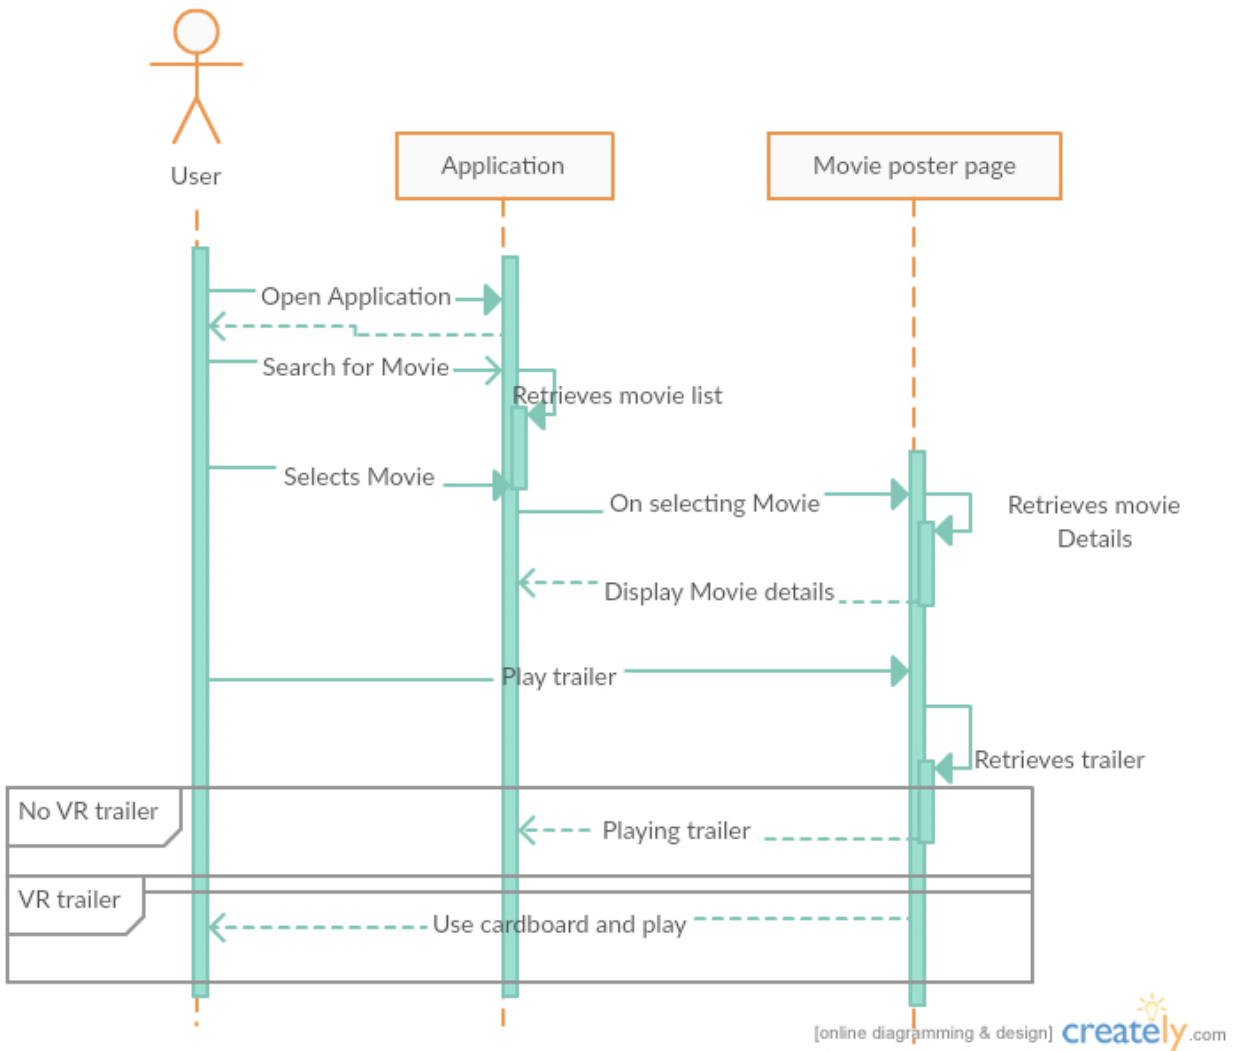 User
Application
Movie poster page
Open Application
Search for Movie
Retrieves movie list
Selects Movie
On selecting Movie
Retrieves movie
Details
Display Movie details
Play trailer
Retrieves trailer
No VR trailer
Playing trailer
VR trailer
Use cardboard and play
[online diagramming & design] creately.com